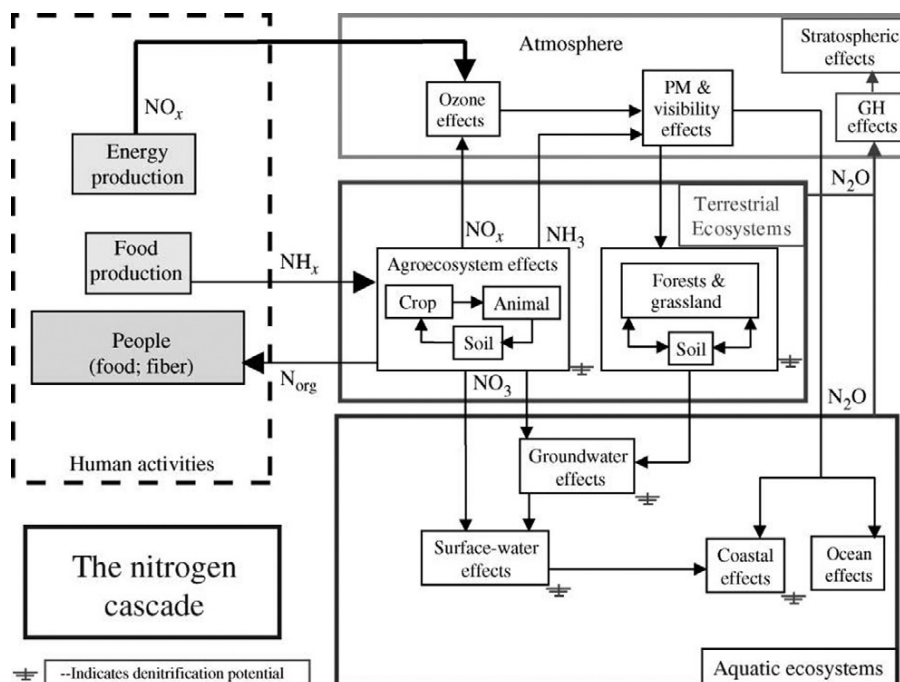 Atmosphere
Stratospheric
effects
NOx
Ozone
effects
PM &
visibility
effects
GH
effects
Energy
production
N2O
Terrestrial
Ecosystems
NOx
NH3
Food
production
NHx
Agroecosystem effects
Crop
Animal
Soil
Forests &
grassland
Soil
People
(food; fiber)
Norg
NO3
N2O
Human activities
Groundwater
effects
The nitrogen
cascade
Surface-water
effects
Coastal
effects
Ocean
effects
--Indicates denitrification potential
Aquatic ecosystems